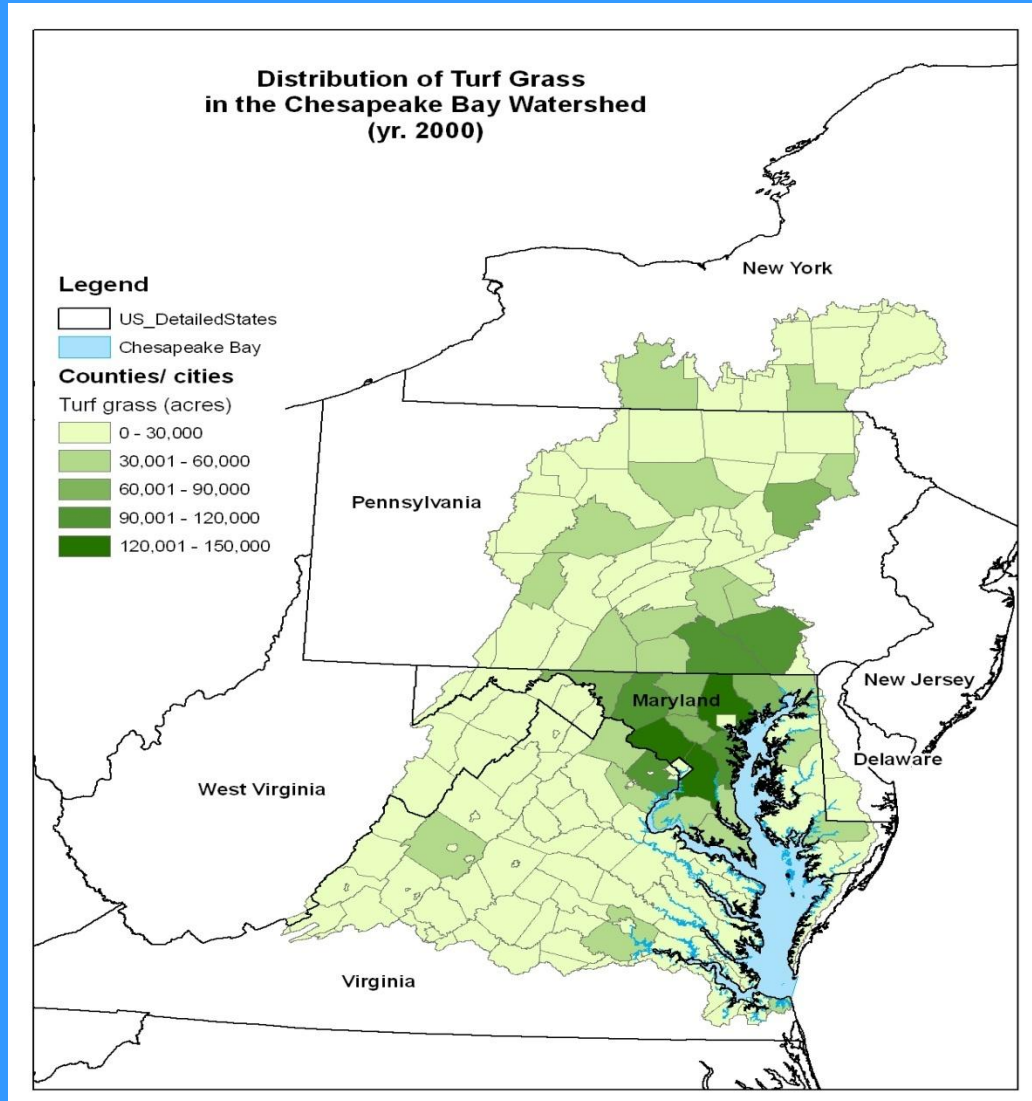 Distribution of Turf Grass
in the Chesapeake Bay Watershed
(yr. 2000)
New York
Legend
US_DetailedStates
Chesapeake Bay
Counties/ cities
Turf grass (acres)
0 - 30,000
30,001 - 60,000
60,001 - 90,000
90,001 - 120,000
120,001 - 150,000
Pennsylvania
New Jersey
Maryland
Delaware
West Virginia
Virginia